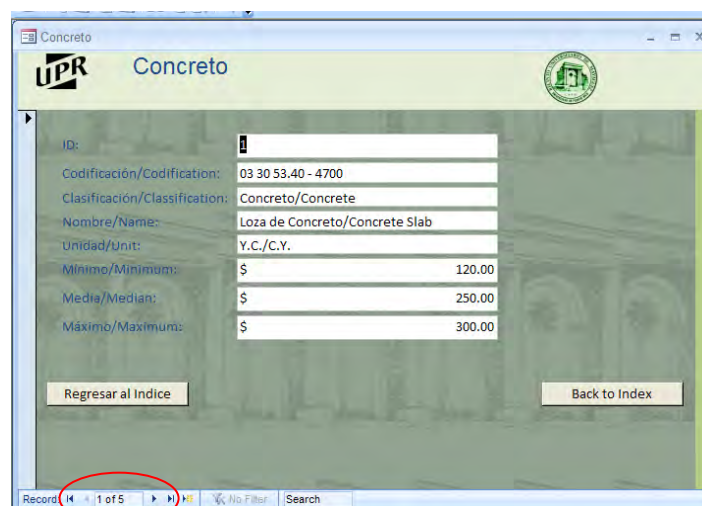 Concreto
UPR Concreto
ID: 1
Codificación/Codification: 03 30 53.40 - 4700
Clasificación/Classification: Concreto/Concrete
Nombre/Name: Loza de Concreto/Concrete Slab
Unidad/Unit: Y.C./C.Y.
Mínimo/Minimum: $ 120.00
Media/Median: $ 250.00
Máximo/Maximum: $ 300.00
Regresar al Indice Back to Index
Record: 1 of 5 No Filter Search